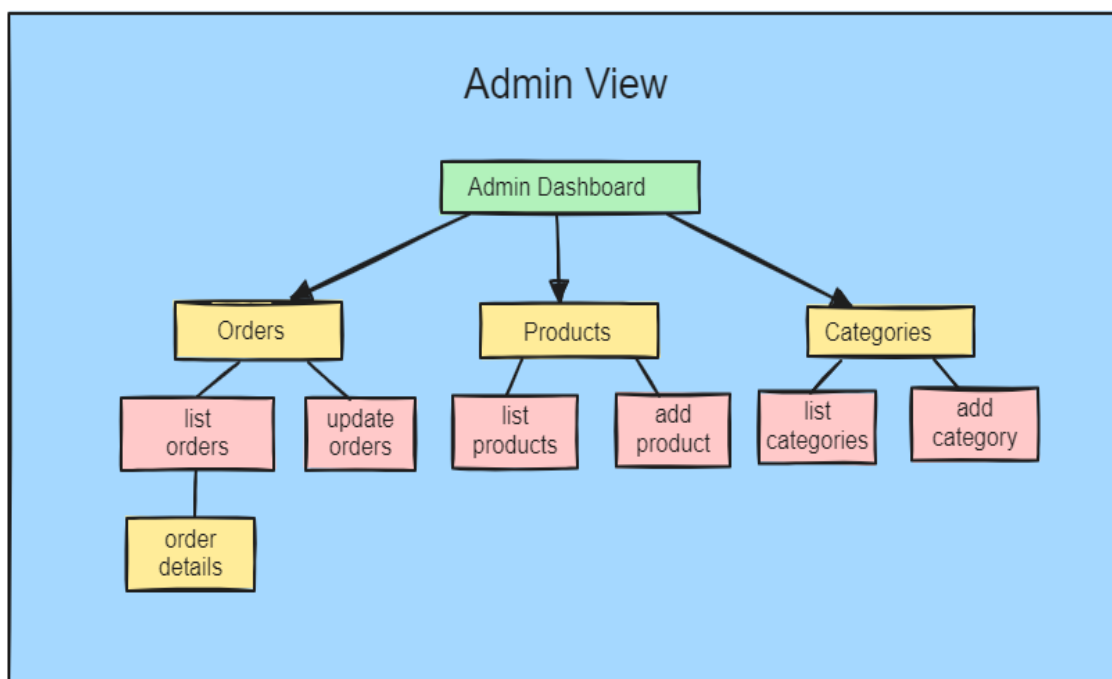 Admin View
Admin Dashboard
Orders
Products
Categories
list
orders
update
orders
list
products
add
product
list
categories
add
category
order
details